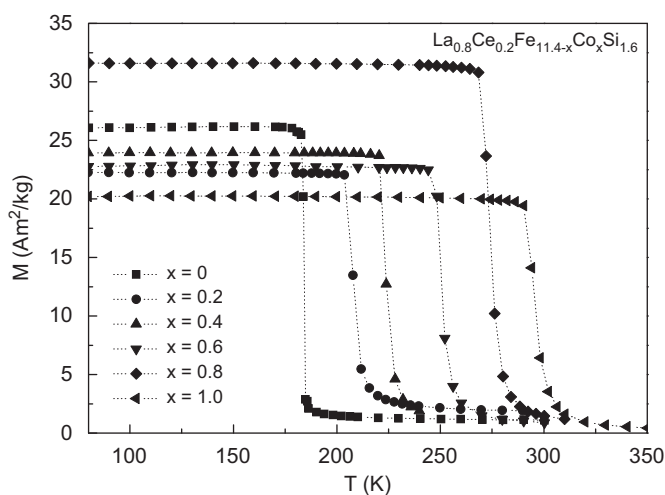 La0.8Ce0.2Fe11.4-xCoxSi1.6
M (Am2/kg)
35
30
25
20
15
10
5
0
x = 0
x = 0.2
x = 0.4
x = 0.6
x = 0.8
x = 1.0
100 150 200 250 300 350
T (K)